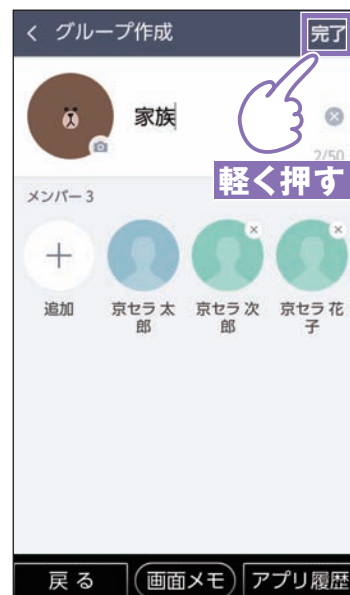 < グループ作成 完了
家族
2/50
軽く押す
メンバー 3
追加 京セラ 太郎 京セラ 次郎 京セラ 花子
戻る 画面メモ アプリ履歴